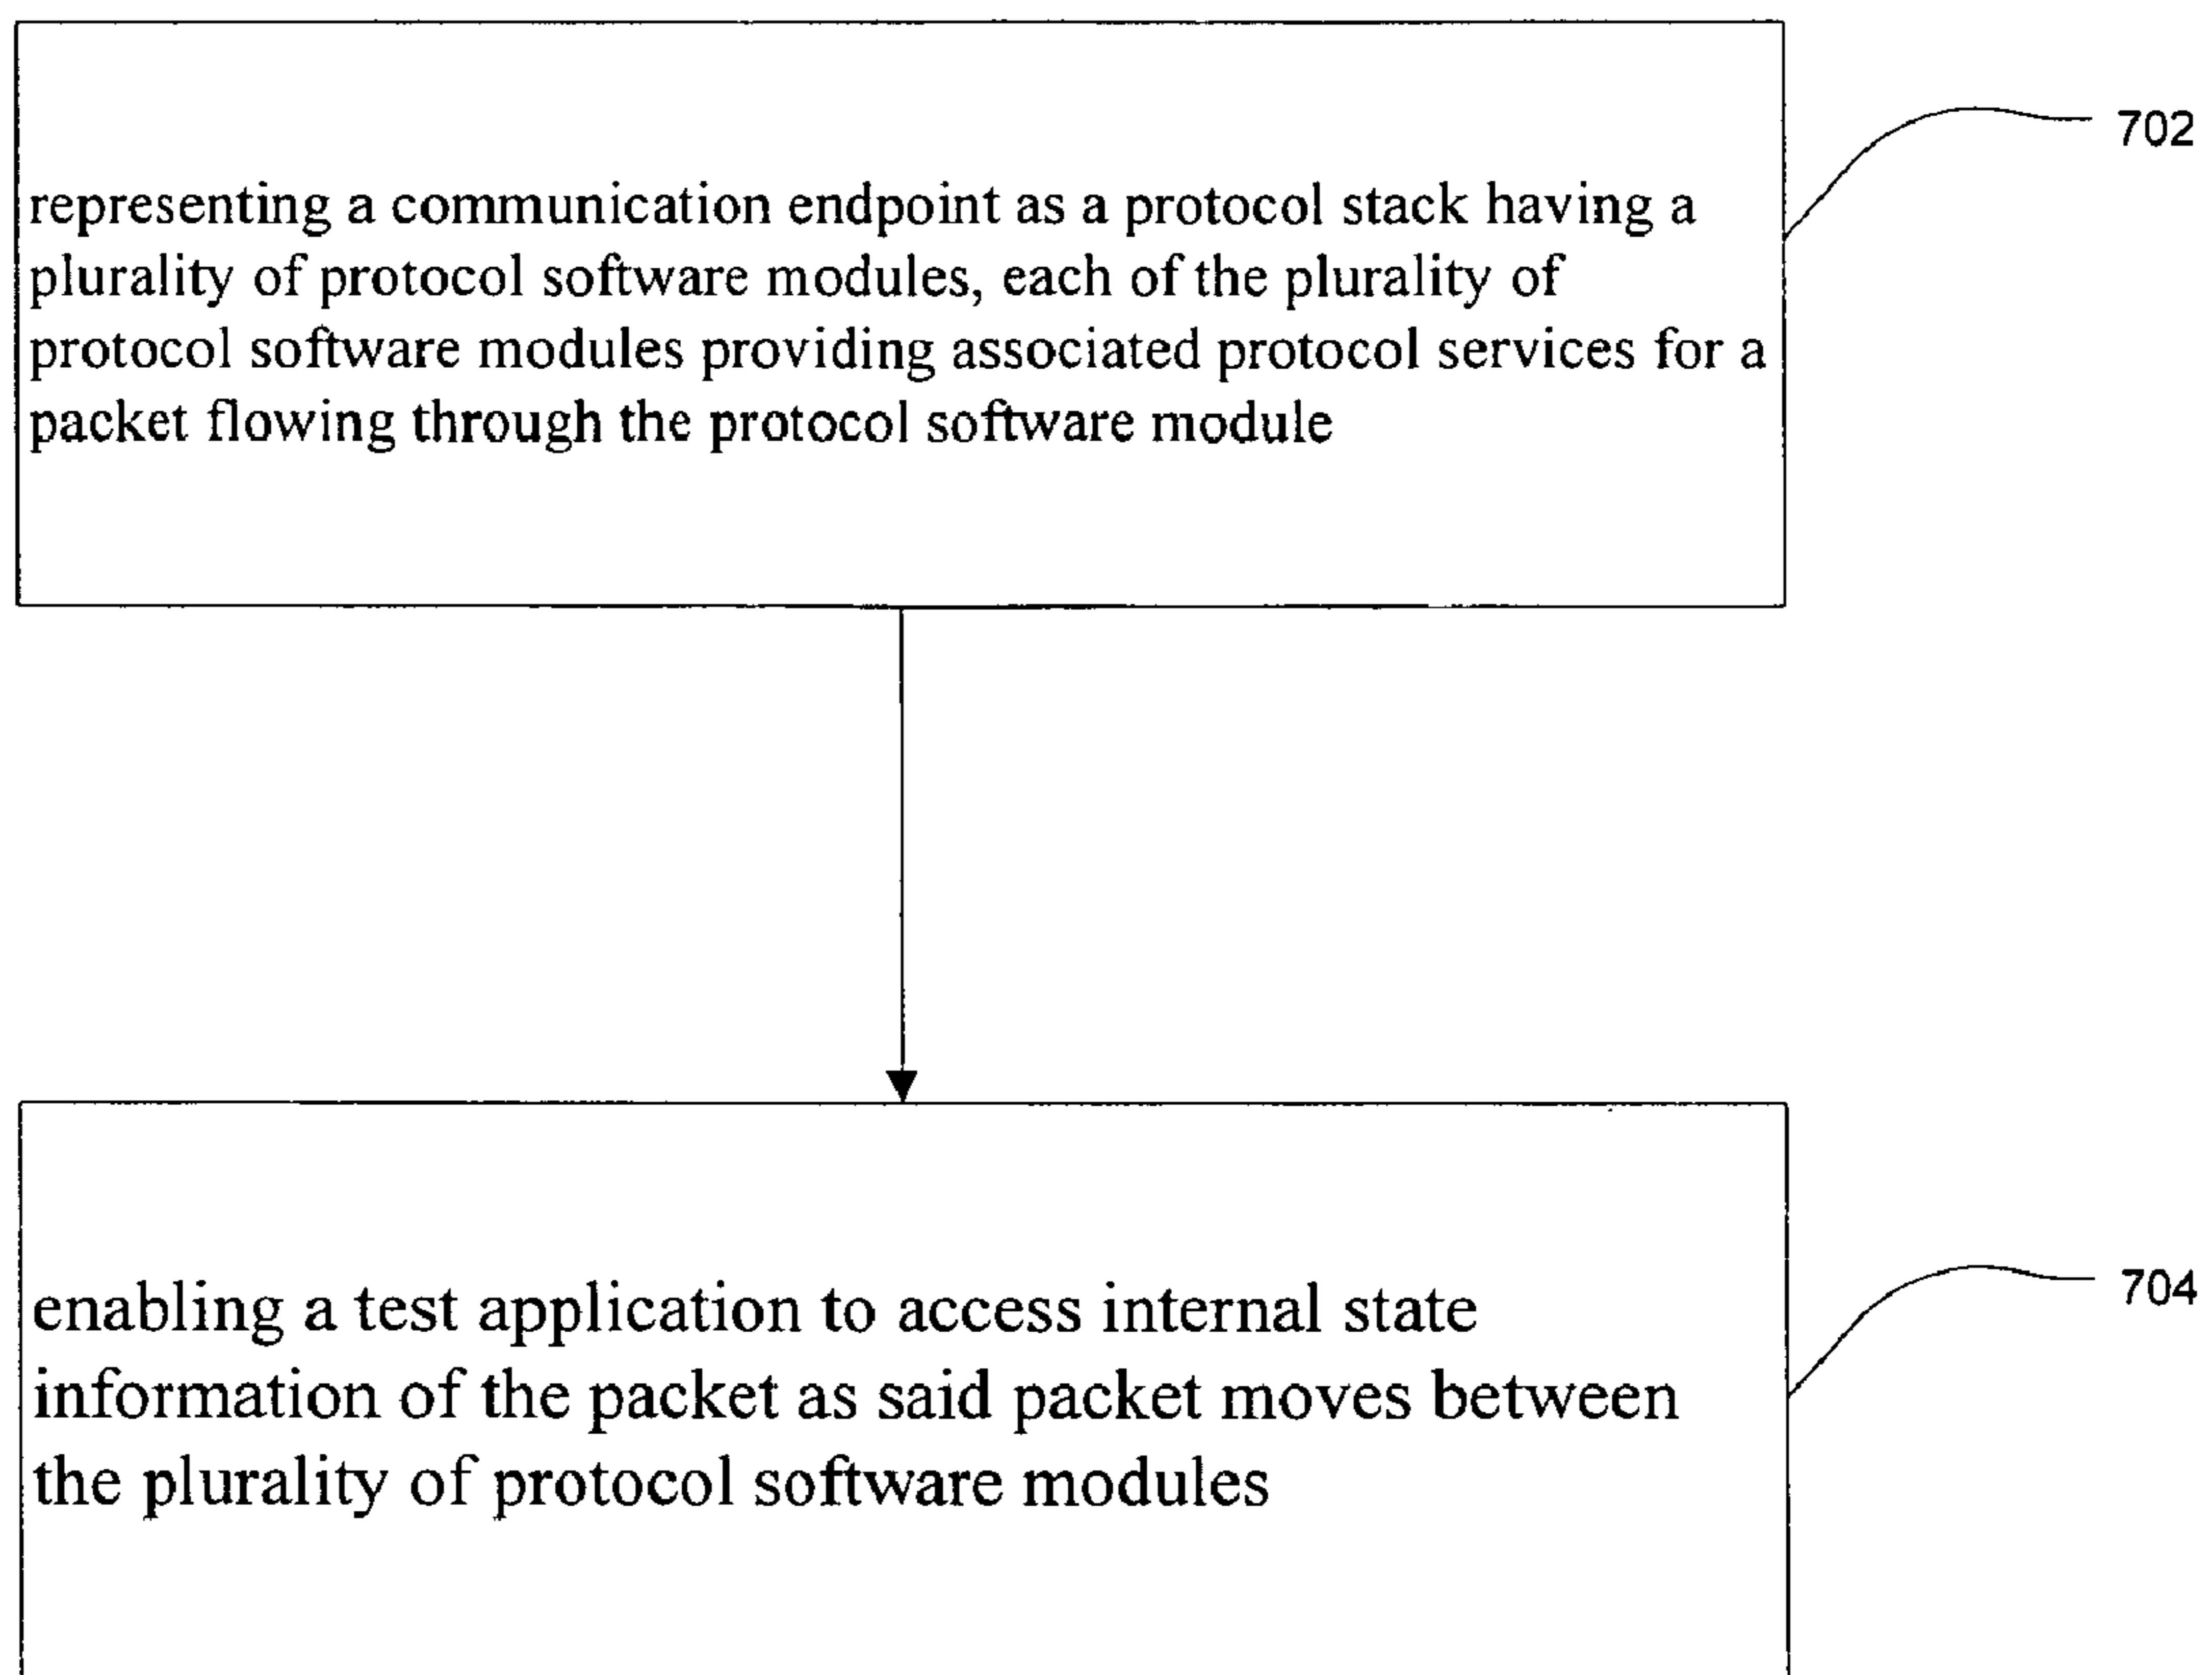 702
representing a communication endpoint as a protocol stack having a
plurality of protocol software modules, each of the plurality of
protocol software modules providing associated protocol services for a
packet flowing through the protocol software module
704
enabling a test application to access internal state
information of the packet as said packet moves between
the plurality of protocol software modules